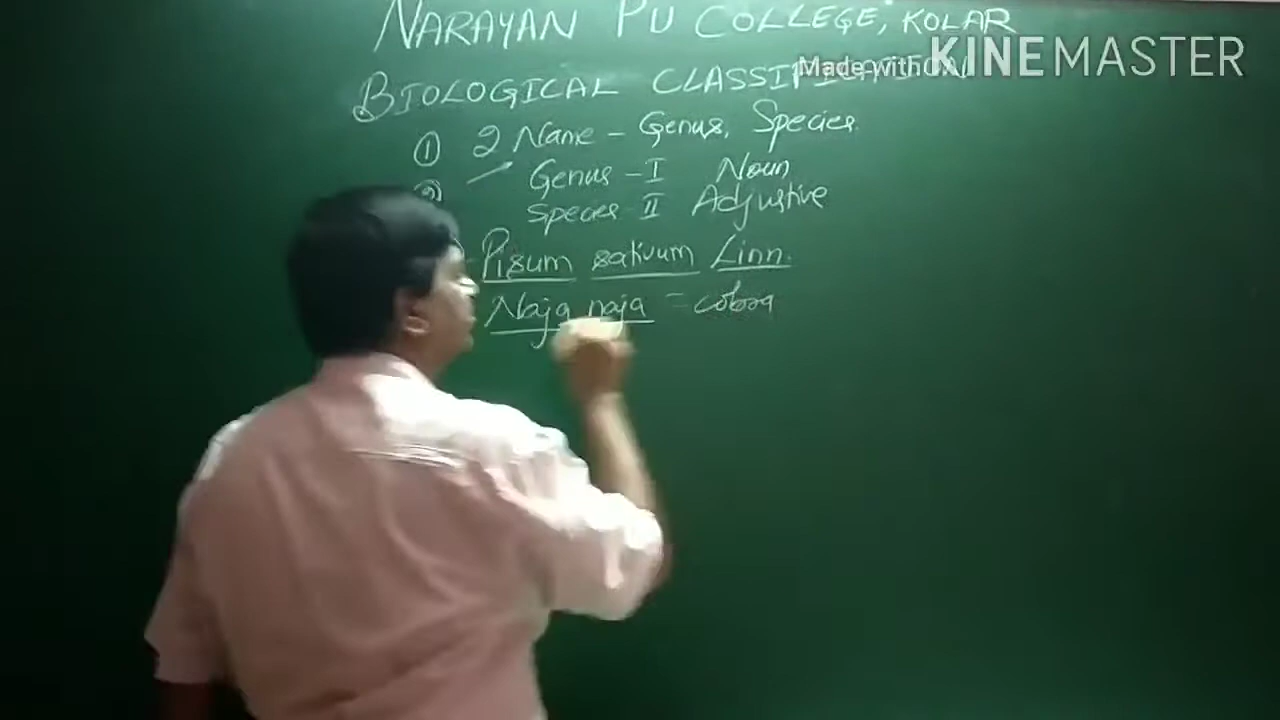 NARAYAN PU COLLEGE, KOLAR
Made with KINEMASTER
BIOLOGICAL CLASSIFICATION
① 2 Name - Genus, Species.
② Genus - I Noun
Species II Adjustive
Pisum sativum Linn.
Naja naja = cobra